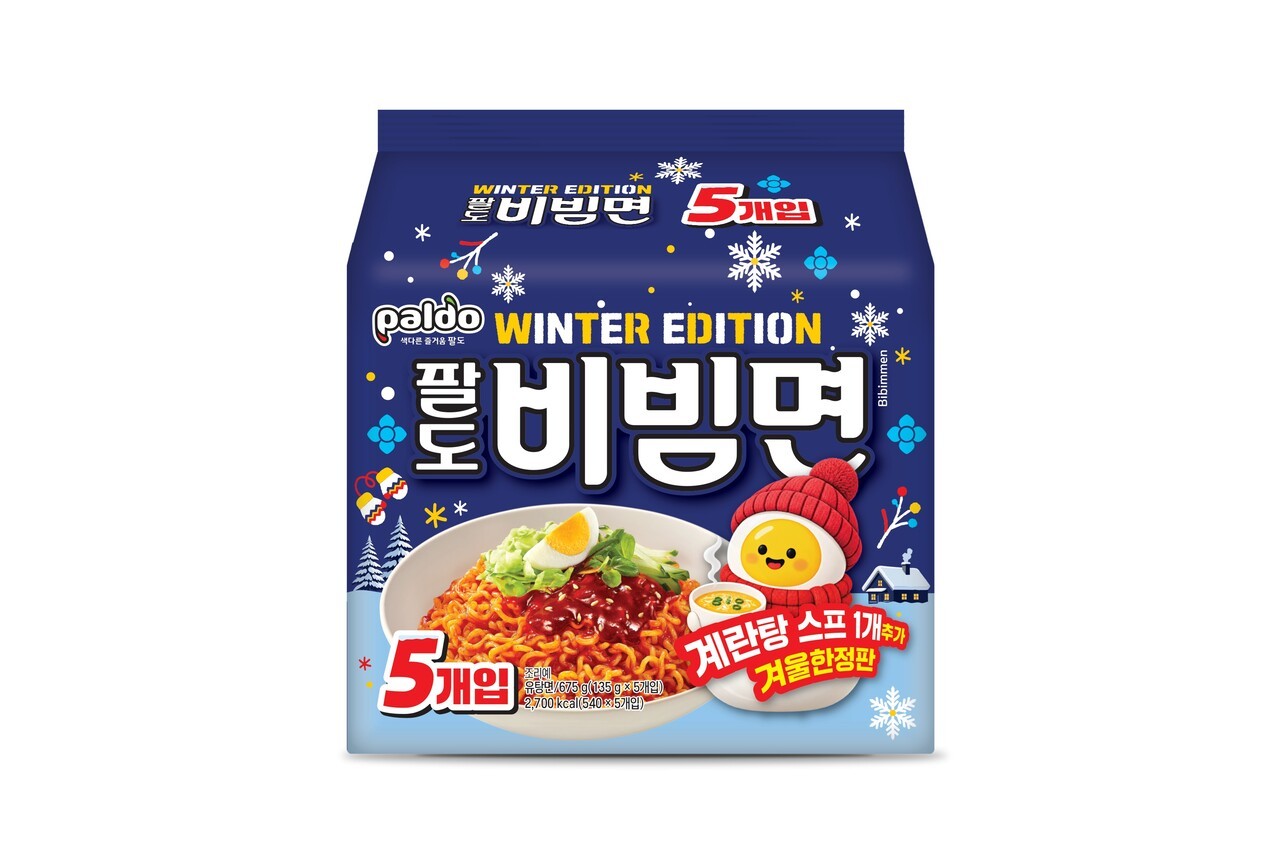 WINTER EDITION
팔도 비빔면
5개입
paldo
색다른 즐거움 팔도
WINTER EDITION
팔도 비빔면
Bibimmen
계란탕 스프 1개추가
겨울한정판
5개입
조리예
유탕면/675 g(135 g × 5개입)
2,700 kcal(540 × 5개입)